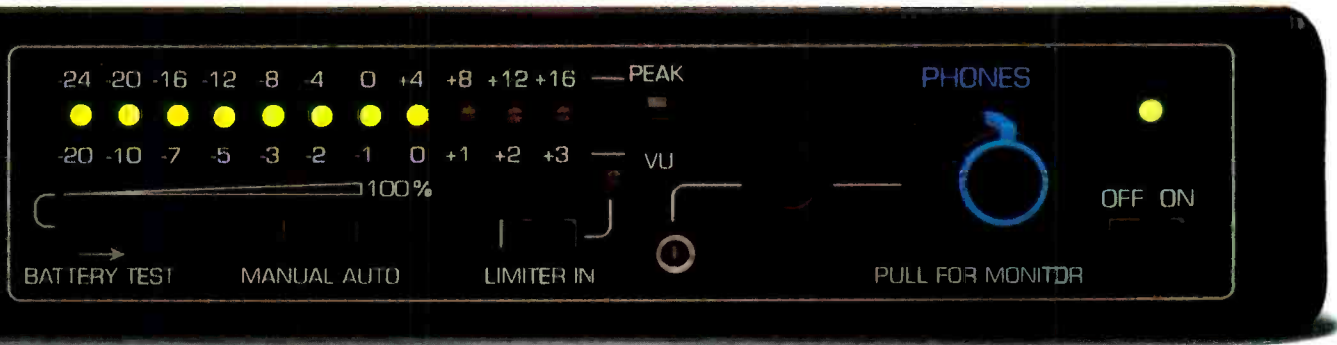 -24 -20 -16 -12 -8 -4 0 +4 +8 +12 +16 PEAK
PHONES
-20 -10 -7 -5 -3 -2 -1 0 +1 +2 +3 VU
100%
OFF ON
BATTERY TEST
MANUAL AUTO
LIMITER IN
PULL FOR MONITOR